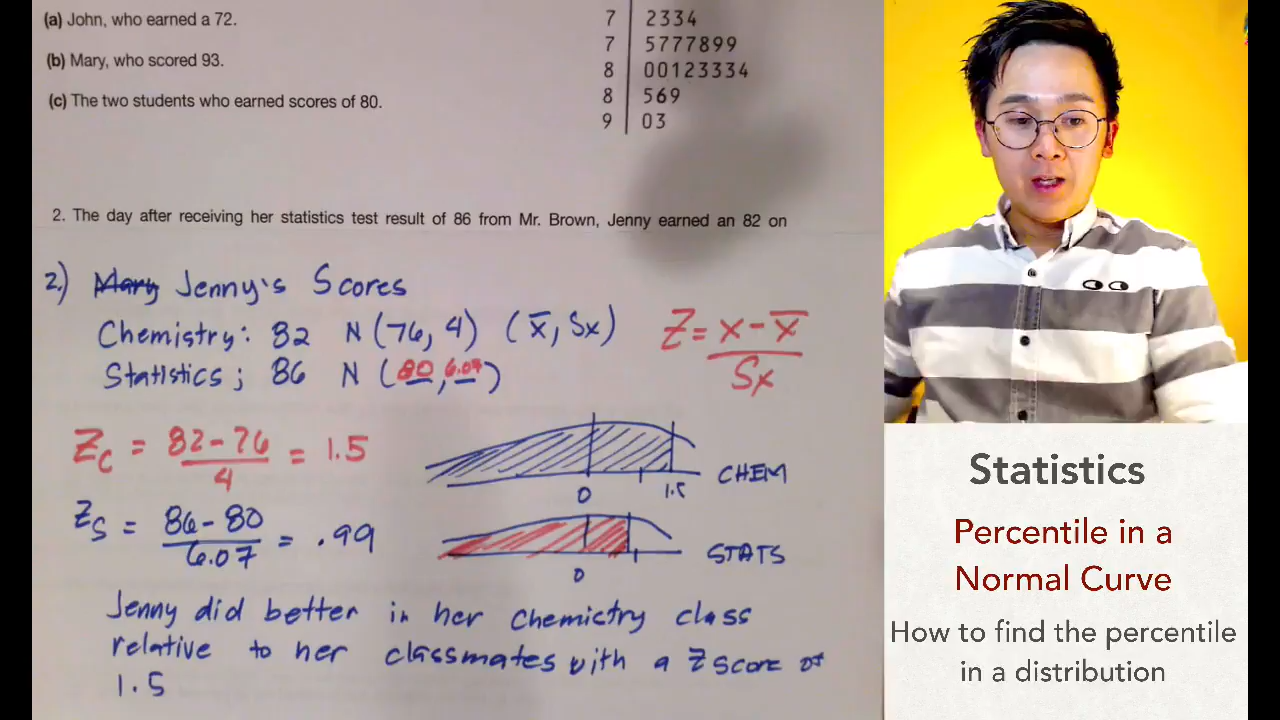 (a) John, who earned a 72.
(b) Mary, who scored 93.
(c) The two students who earned scores of 80.
7 | 2334
7 | 5777899
8 | 00123334
8 | 569
9 | 03
2. The day after receiving her statistics test result of 86 from Mr. Brown, Jenny earned an 82 on
2.) Mary Jenny's Scores
Chemistry: 82 N (76, 4) (x̄, Sx)
Statistics; 86 N (80, 6.07)
Z = x - x̄ / Sx
Zc = 82-76 / 4 = 1.5
Zs = 86-80 / 6.07 = .99
0 1.5 CHEM
0 STATS
Jenny did better in her chemistry class
relative to her classmates with a z score of
1.5
Statistics
Percentile in a
Normal Curve
How to find the percentile
in a distribution